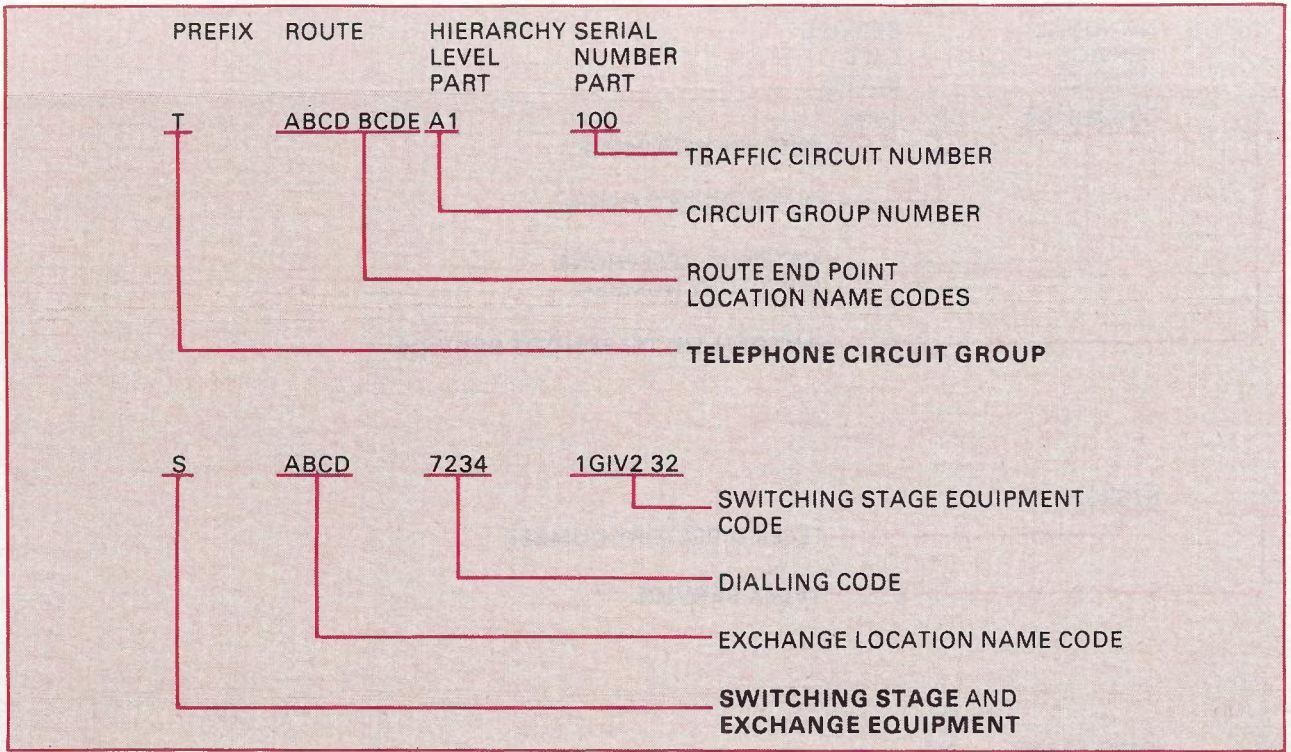 PREFIX ROUTE HIERARCHY SERIAL
LEVEL NUMBER
PART PART
T ABCD BCDE A1 100
TRAFFIC CIRCUIT NUMBER
CIRCUIT GROUP NUMBER
ROUTE END POINT
LOCATION NAME CODES
TELEPHONE CIRCUIT GROUP
S ABCD 7234 1GIV2 32
SWITCHING STAGE EQUIPMENT
CODE
DIALLING CODE
EXCHANGE LOCATION NAME CODE
SWITCHING STAGE AND
EXCHANGE EQUIPMENT